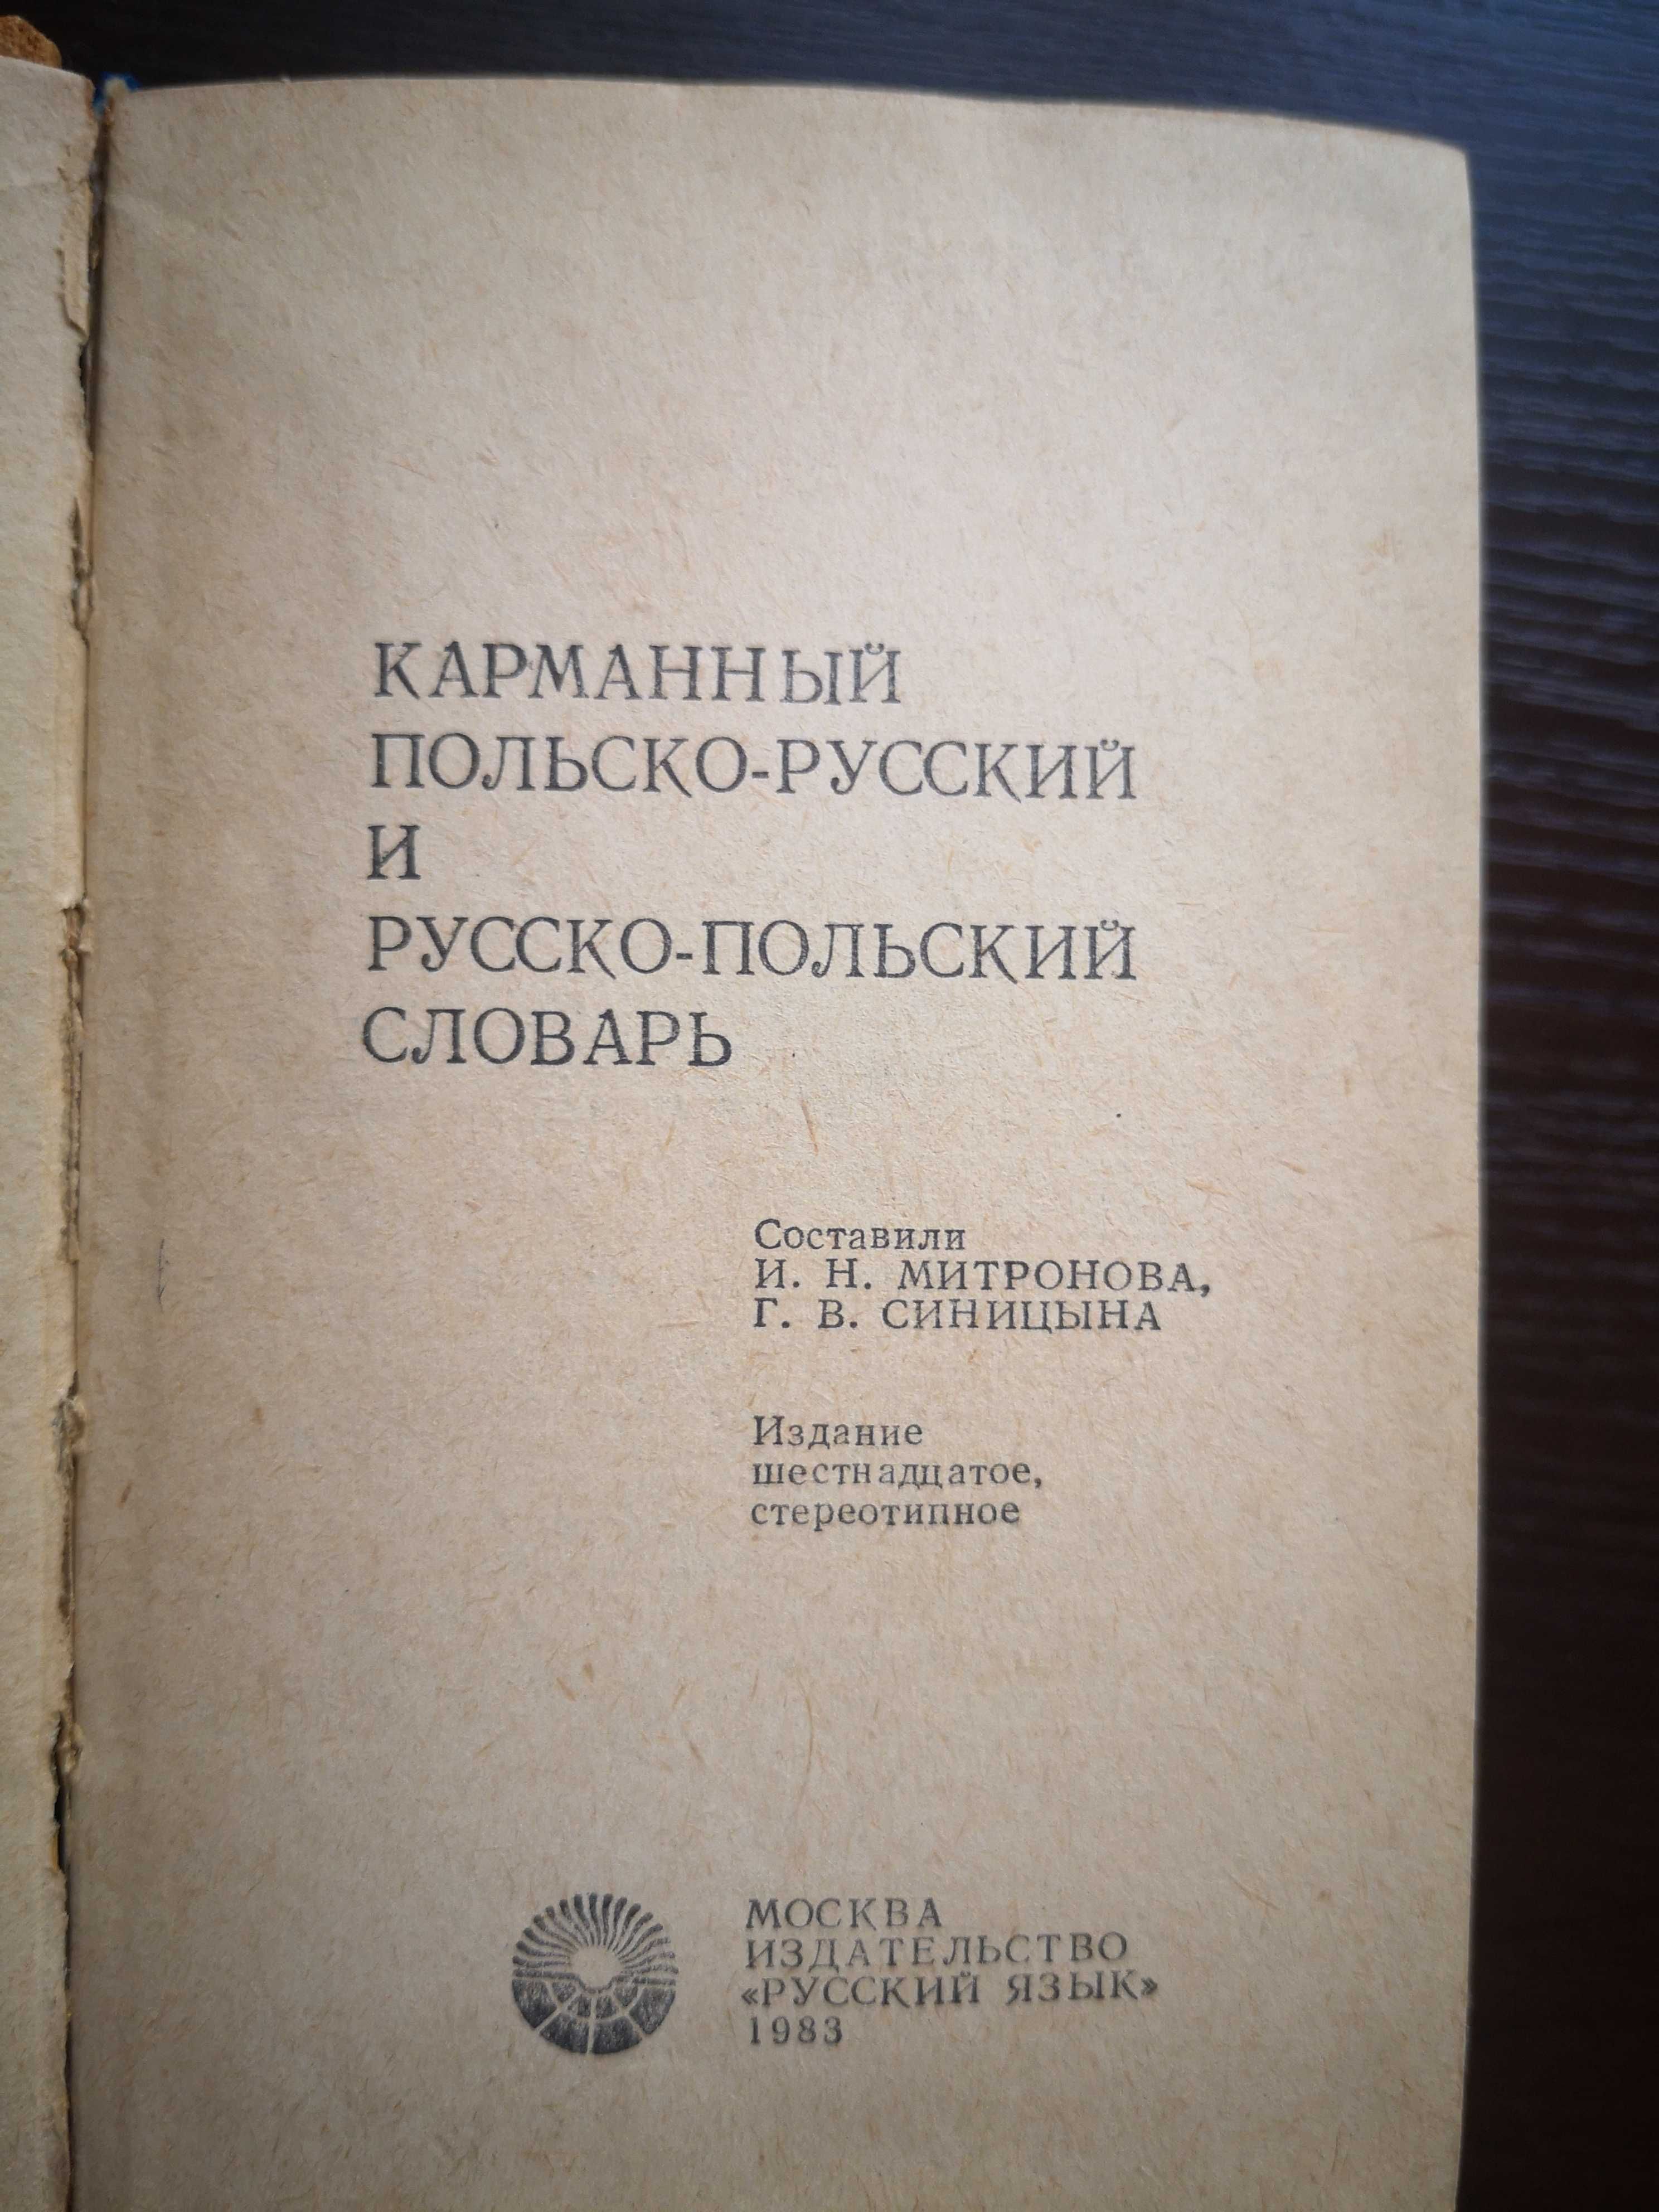 КАРМАННЫЙ
ПОЛЬСКО-РУССКИЙ
И
РУССКО-ПОЛЬСКИЙ
СЛОВАРЬ
Составили
И. Н. МИТРОНОВА,
Г. В. СИНИЦЫНА
Издание
шестнадцатое,
стереотипное
МОСКВА
ИЗДАТЕЛЬСТВО
«РУССКИЙ ЯЗЫК»
1983